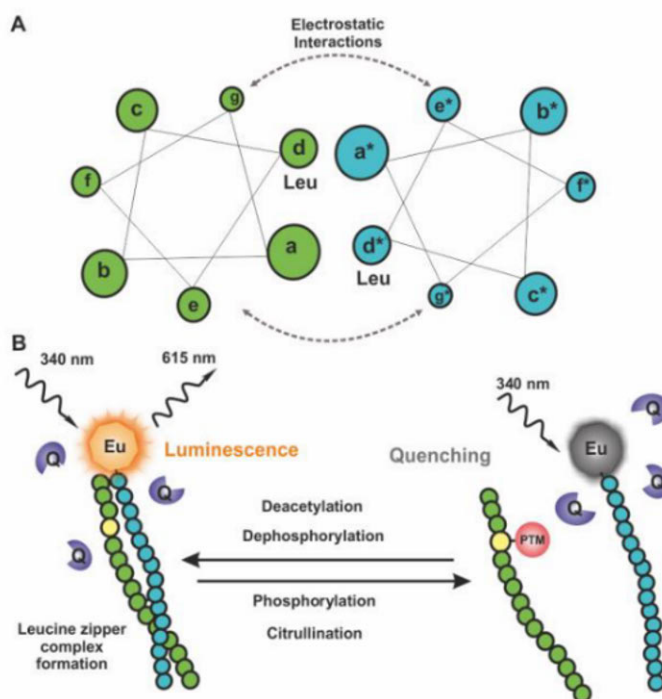 A
Electrostatic
Interactions
c
g
e*
b*
d
a*
Leu
f
f*
a
d*
b
Leu
e
g*
c*
B
340 nm
615 nm
340 nm
Eu
Q
Luminescence
Quenching
Eu
Q
Q
Q
Q
Q
Deacetylation
Dephosphorylation
PTM
Phosphorylation
Citrullination
Leucine zipper
complex
formation